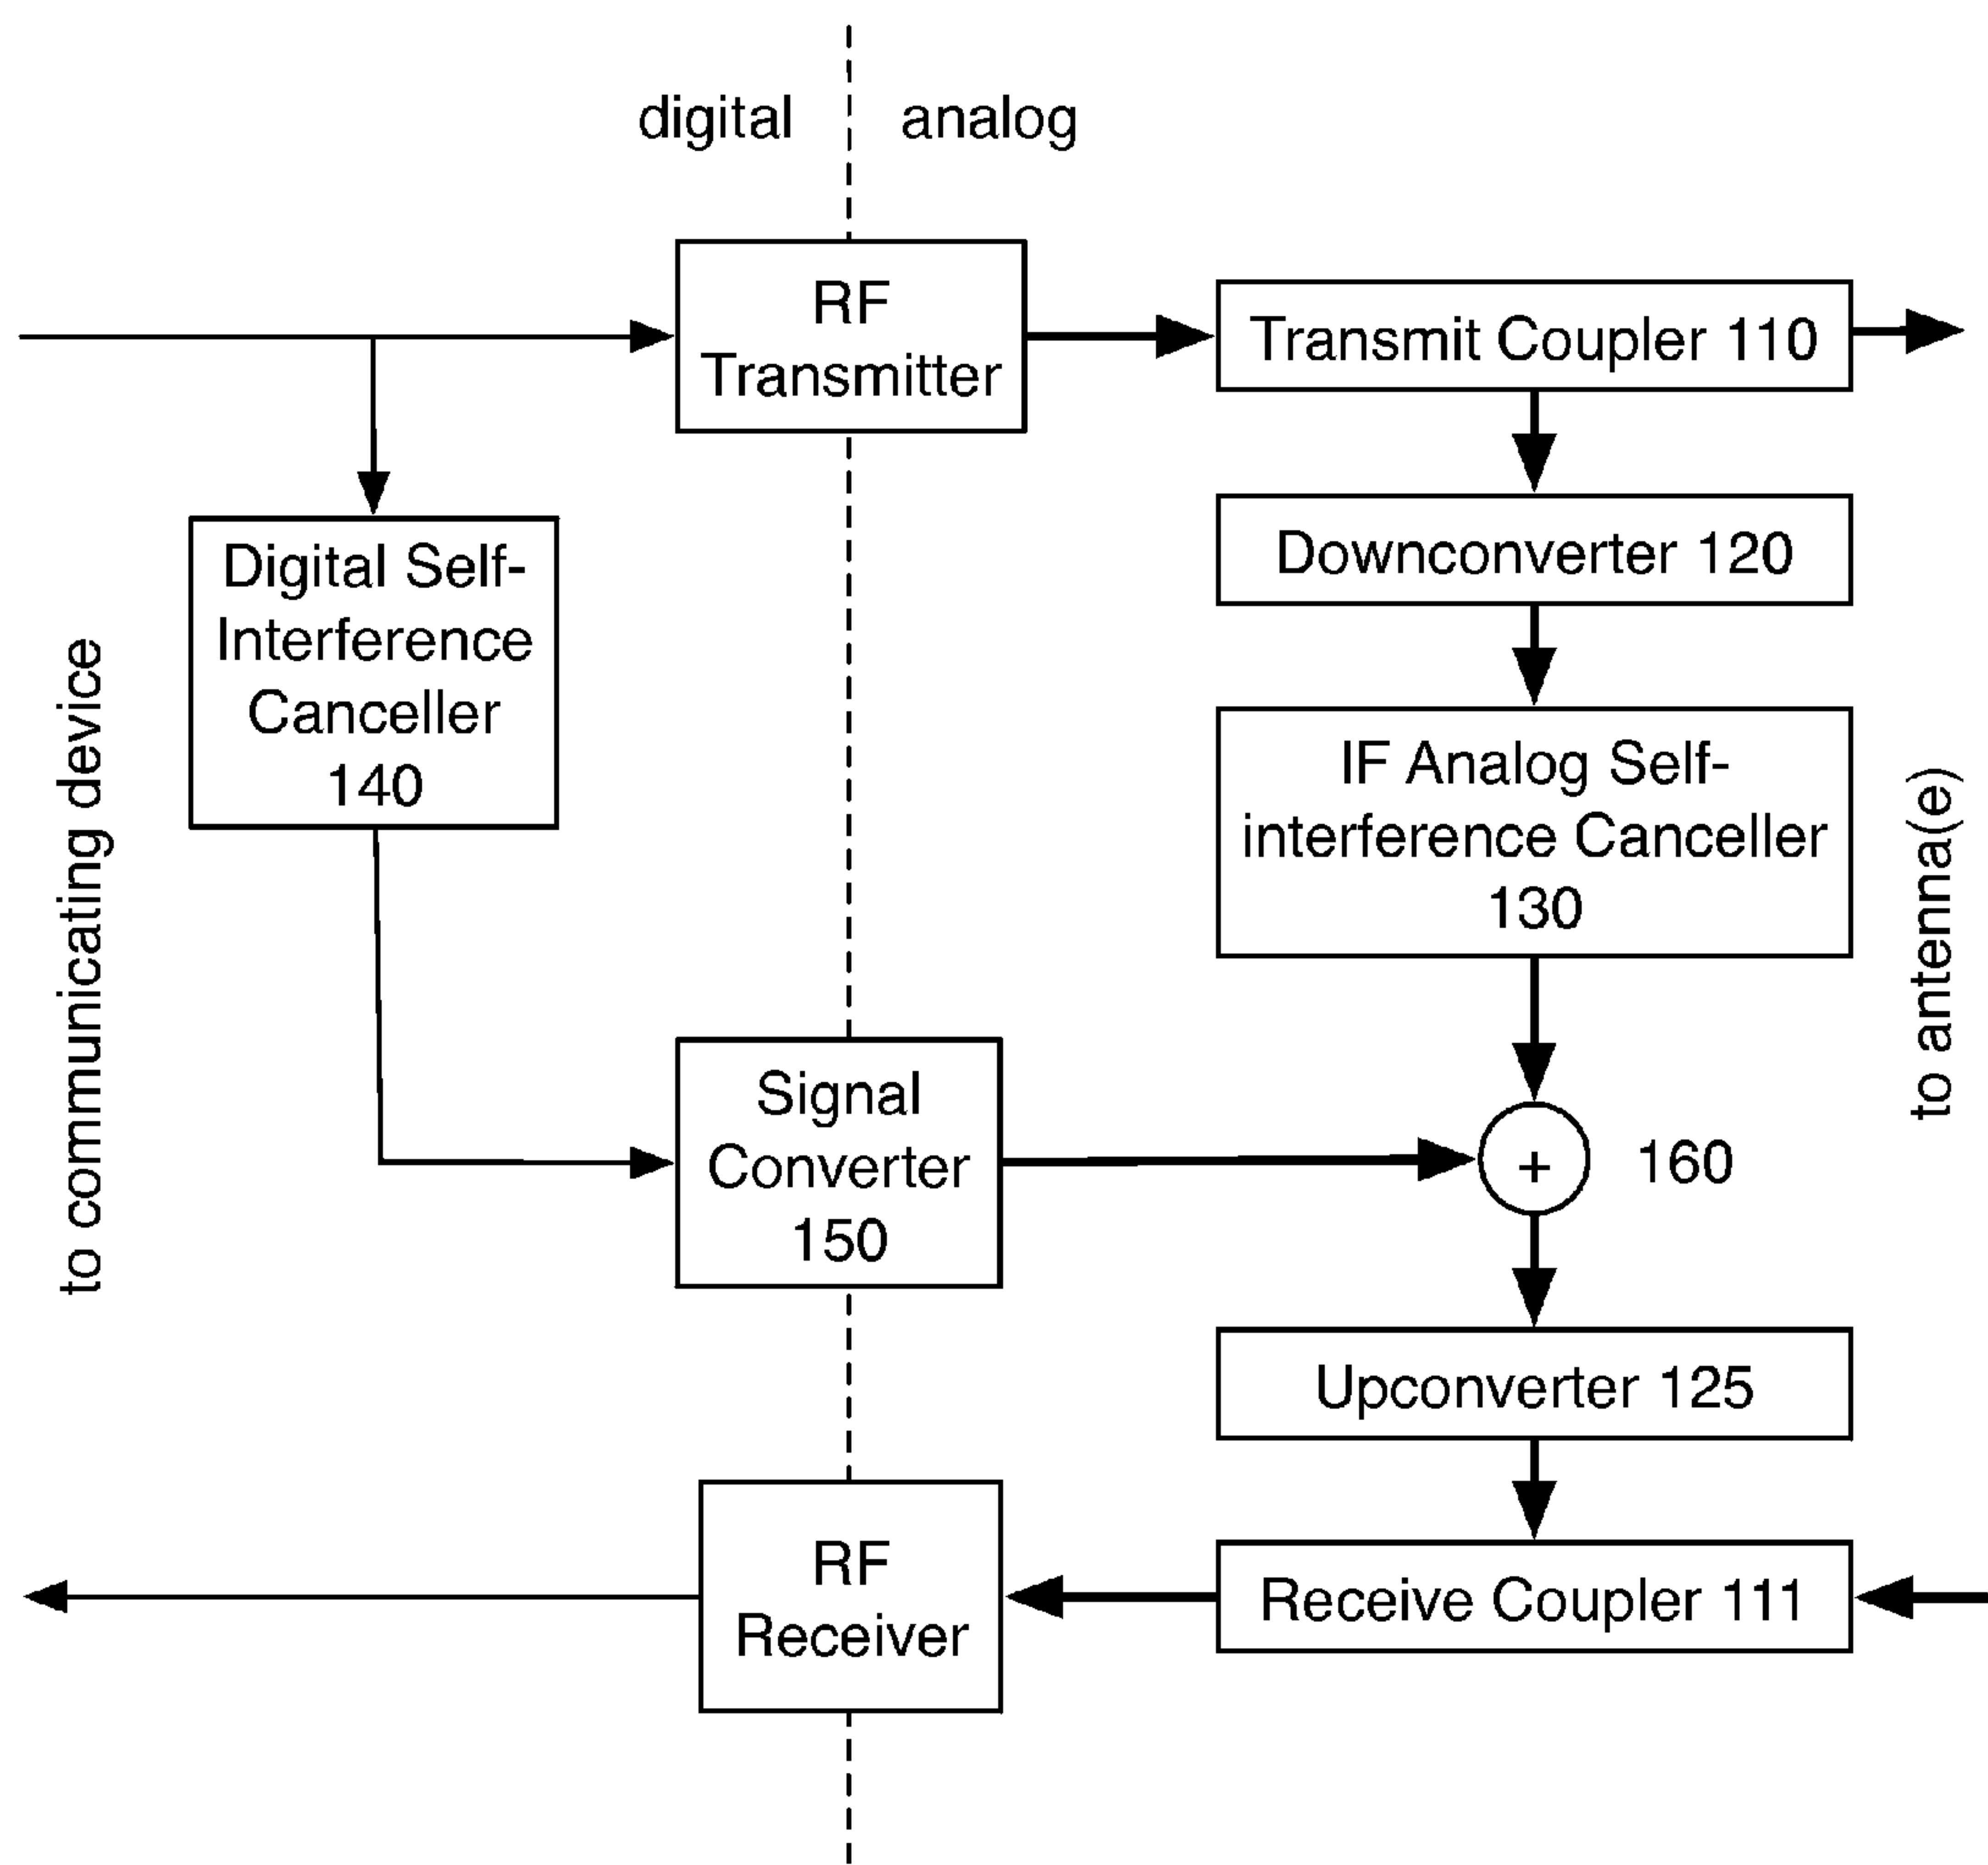 digital
analog
RF
Transmitter
Transmit Coupler 110
Downconverter 120
Digital Self-
Interference
Canceller
140
IF Analog Self-
interference Canceller
130
to communicating device
to antenna(e)
Signal
Converter
150
+
160
Upconverter 125
RF
Receiver
Receive Coupler 111